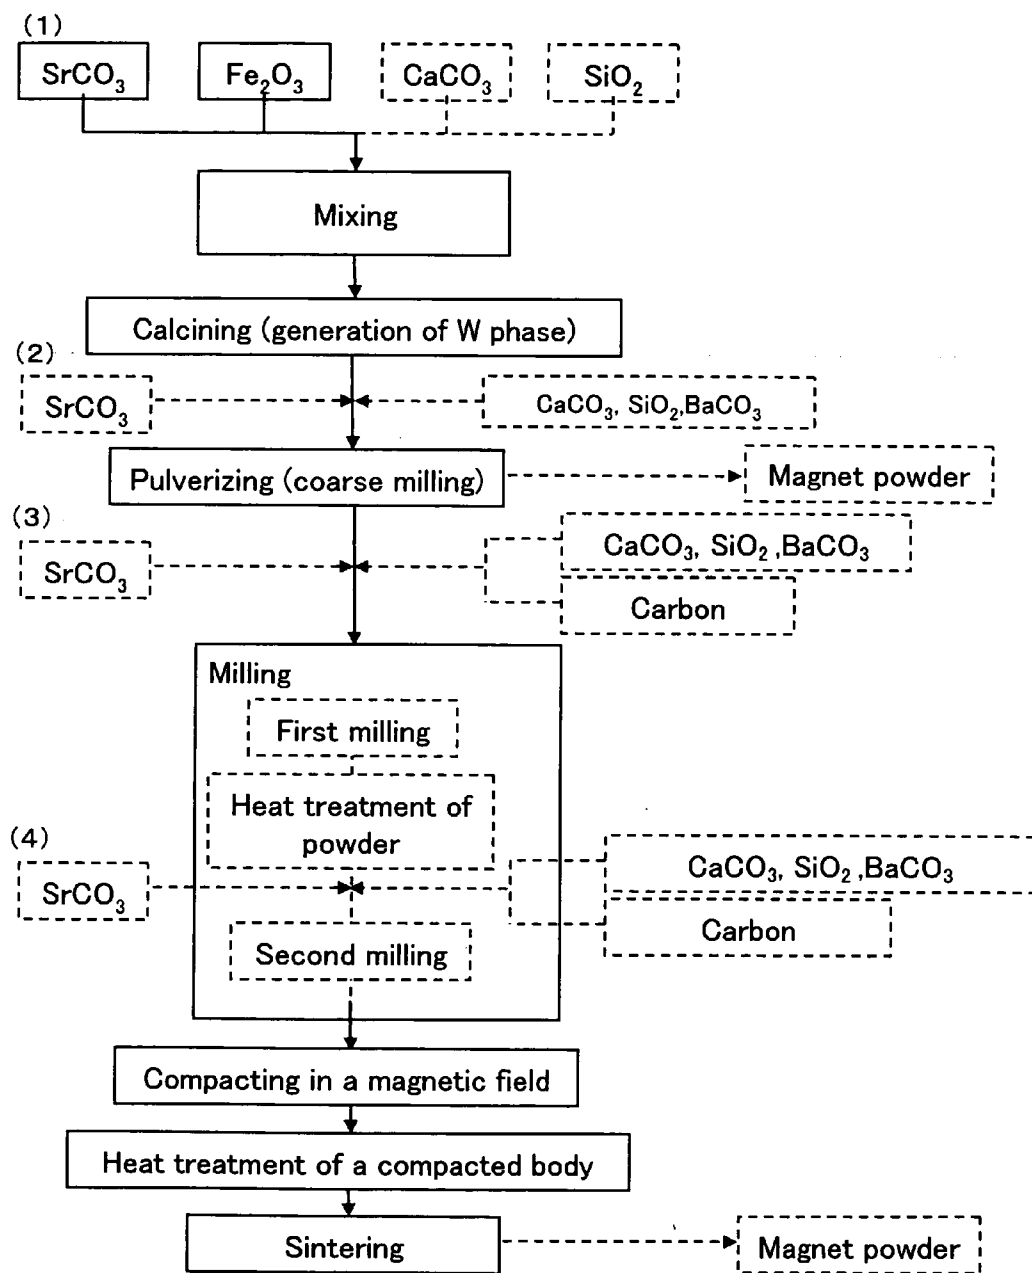 (1)
SrCO₃ Fe₂O₃ CaCO₃ SiO₂
Mixing
Calcining (generation of W phase)
(2)
SrCO₃
CaCO₃, SiO₂,BaCO₃
Pulverizing (coarse milling)
Magnet powder
(3)
SrCO₃
CaCO₃, SiO₂ ,BaCO₃
Carbon
Milling
First milling
Heat treatment of
powder
(4)
SrCO₃
CaCO₃, SiO₂ ,BaCO₃
Carbon
Second milling
Compacting in a magnetic field
Heat treatment of a compacted body
Sintering
Magnet powder